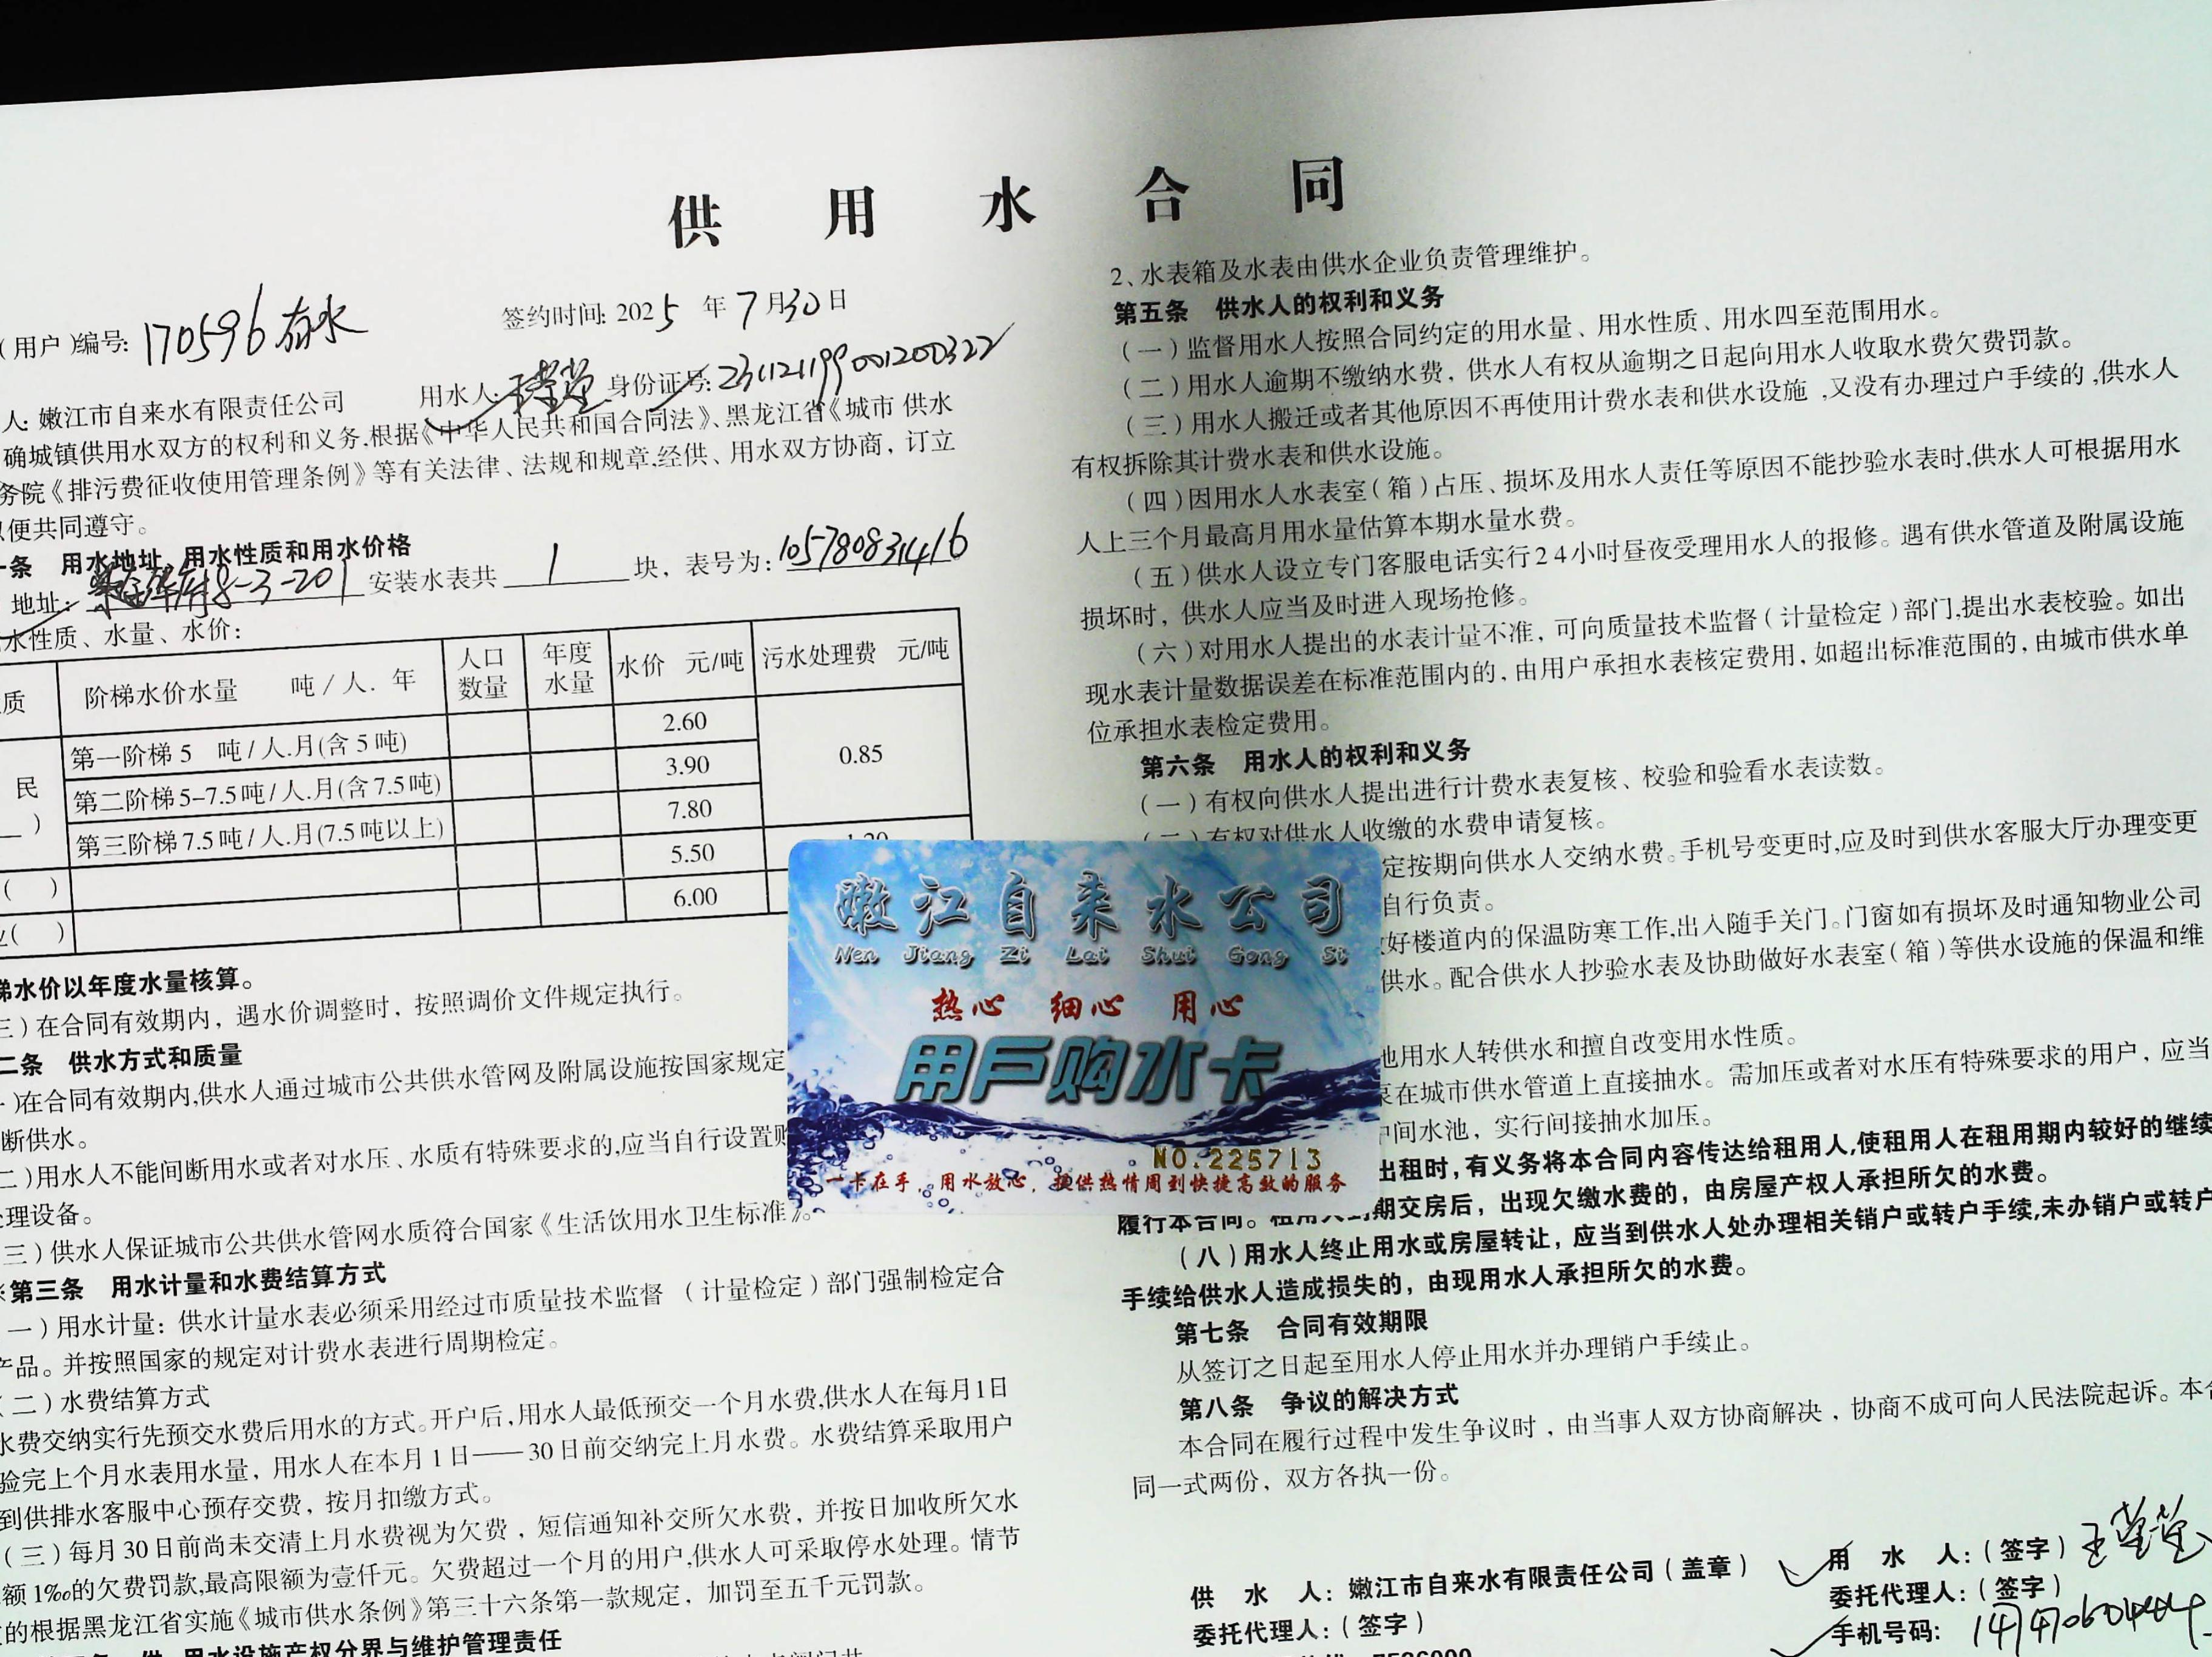 供用水合同
（用户）编号: 170596 有水
签约时间: 2025 年 7 月 30 日
人: 嫩江市自来水有限责任公司
用水人: 王 身份证号:
确城镇供用水双方的权利和义务,根据《中华人民共和国合同法》、黑龙江省《城市 供水
务院《排污费征收使用管理条例》等有关法律、法规和规章,经供、用水双方协商，订立
便共同遵守。
条 用水地址、用水性质和用水价格
地址: 8-3-201 安装水表共 1 块，表号为: 105780831416
水性质、水量、水价:
质 阶梯水价水量 吨/人.年 人口数量 年度水量 水价 元/吨 污水处理费 元/吨
民 第一阶梯 5 吨/人.月(含 5 吨) 2.60 0.85
第二阶梯 5-7.5 吨/人.月(含 7.5 吨) 3.90
) 第三阶梯 7.5 吨/人.月(7.5 吨以上) 7.80
( ) 5.50
( ) 6.00
梯水价以年度水量核算。
三）在合同有效期内，遇水价调整时，按照调价文件规定执行。
二条 供水方式和质量
）在合同有效期内,供水人通过城市公共供水管网及附属设施按国家规定
断供水。
二）用水人不能间断用水或者对水压、水质有特殊要求的,应当自行设置
理设备。
三）供水人保证城市公共供水管网水质符合国家《生活饮用水卫生标准》。
第三条 用水计量和水费结算方式
一）用水计量：供水计量水表必须采用经过市质量技术监督（计量检定）部门强制检定合
产品。并按照国家的规定对计费水表进行周期检定。
（二）水费结算方式
水费交纳实行先预交水费后用水的方式。开户后,用水人最低预交一个月水费,供水人在每月1日
验完上个月水表用水量，用水人在本月 1 日——30 日前交纳完上月水费。水费结算采取用户
到供排水客服中心预存交费，按月扣缴方式。
（三）每月 30 日前尚未交清上月水费视为欠费，短信通知补交所欠水费，并按日加收所欠水
额 1‰的欠费罚款,最高限额为壹仟元。欠费超过一个月的用户,供水人可采取停水处理。情节
的根据黑龙江省实施《城市供水条例》第三十六条第一款规定，加罚至五千元罚款。
用水设施产权分界与维护管理责任
2、水表箱及水表由供水企业负责管理维护。
第五条 供水人的权利和义务
（一）监督用水人按照合同约定的用水量、用水性质、用水四至范围用水。
（二）用水人逾期不缴纳水费，供水人有权从逾期之日起向用水人收取水费欠费罚款。
（三）用水人搬迁或者其他原因不再使用计费水表和供水设施 ,又没有办理过户手续的 ,供水人
有权拆除其计费水表和供水设施。
（四）因用水人水表室（箱）占压、损坏及用水人责任等原因不能抄验水表时,供水人可根据用水
人上三个月最高月用水量估算本期水量水费。
（五）供水人设立专门客服电话实行24小时昼夜受理用水人的报修。遇有供水管道及附属设施
损坏时，供水人应当及时进入现场抢修。
（六）对用水人提出的水表计量不准，可向质量技术监督（计量检定）部门,提出水表校验。如出
现水表计量数据误差在标准范围内的，由用户承担水表核定费用，如超出标准范围的，由城市供水单
位承担水表检定费用。
第六条 用水人的权利和义务
（一）有权向供水人提出进行计费水表复核、校验和验看水表读数。
（二）有权对供水人收缴的水费申请复核。
定按期向供水人交纳水费。手机号变更时,应及时到供水客服大厅办理变更
自行负责。
好楼道内的保温防寒工作,出入随手关门。门窗如有损坏及时通知物业公司
供水。配合供水人抄验水表及协助做好水表室（箱）等供水设施的保温和维
用水人转供水和擅自改变用水性质。
在城市供水管道上直接抽水。需加压或者对水压有特殊要求的用户，应当
中间水池，实行间接抽水加压。
出租时，有义务将本合同内容传达给租用人,使租用人在租用期内较好的继续
履行本合同。 期交房后，出现欠缴水费的，由房屋产权人承担所欠的水费。
（八）用水人终止用水或房屋转让，应当到供水人处办理相关销户或转户手续,未办销户或转户
手续给供水人造成损失的，由现用水人承担所欠的水费。
第七条 合同有效期限
从签订之日起至用水人停止用水并办理销户手续止。
第八条 争议的解决方式
本合同在履行过程中发生争议时，由当事人双方协商解决，协商不成可向人民法院起诉。本合
同一式两份，双方各执一份。
供 水 人：嫩江市自来水有限责任公司（盖章）
委托代理人：（签字）
用 水 人：（签字）王
委托代理人：（签字）
手机号码：
嫩江自来水公司
Nen Jiang Zi Lai Shui Gong Si
热心 细心 用心
用户购水卡
NO.225713
一卡在手，用水放心，提供热情周到快捷高效的服务